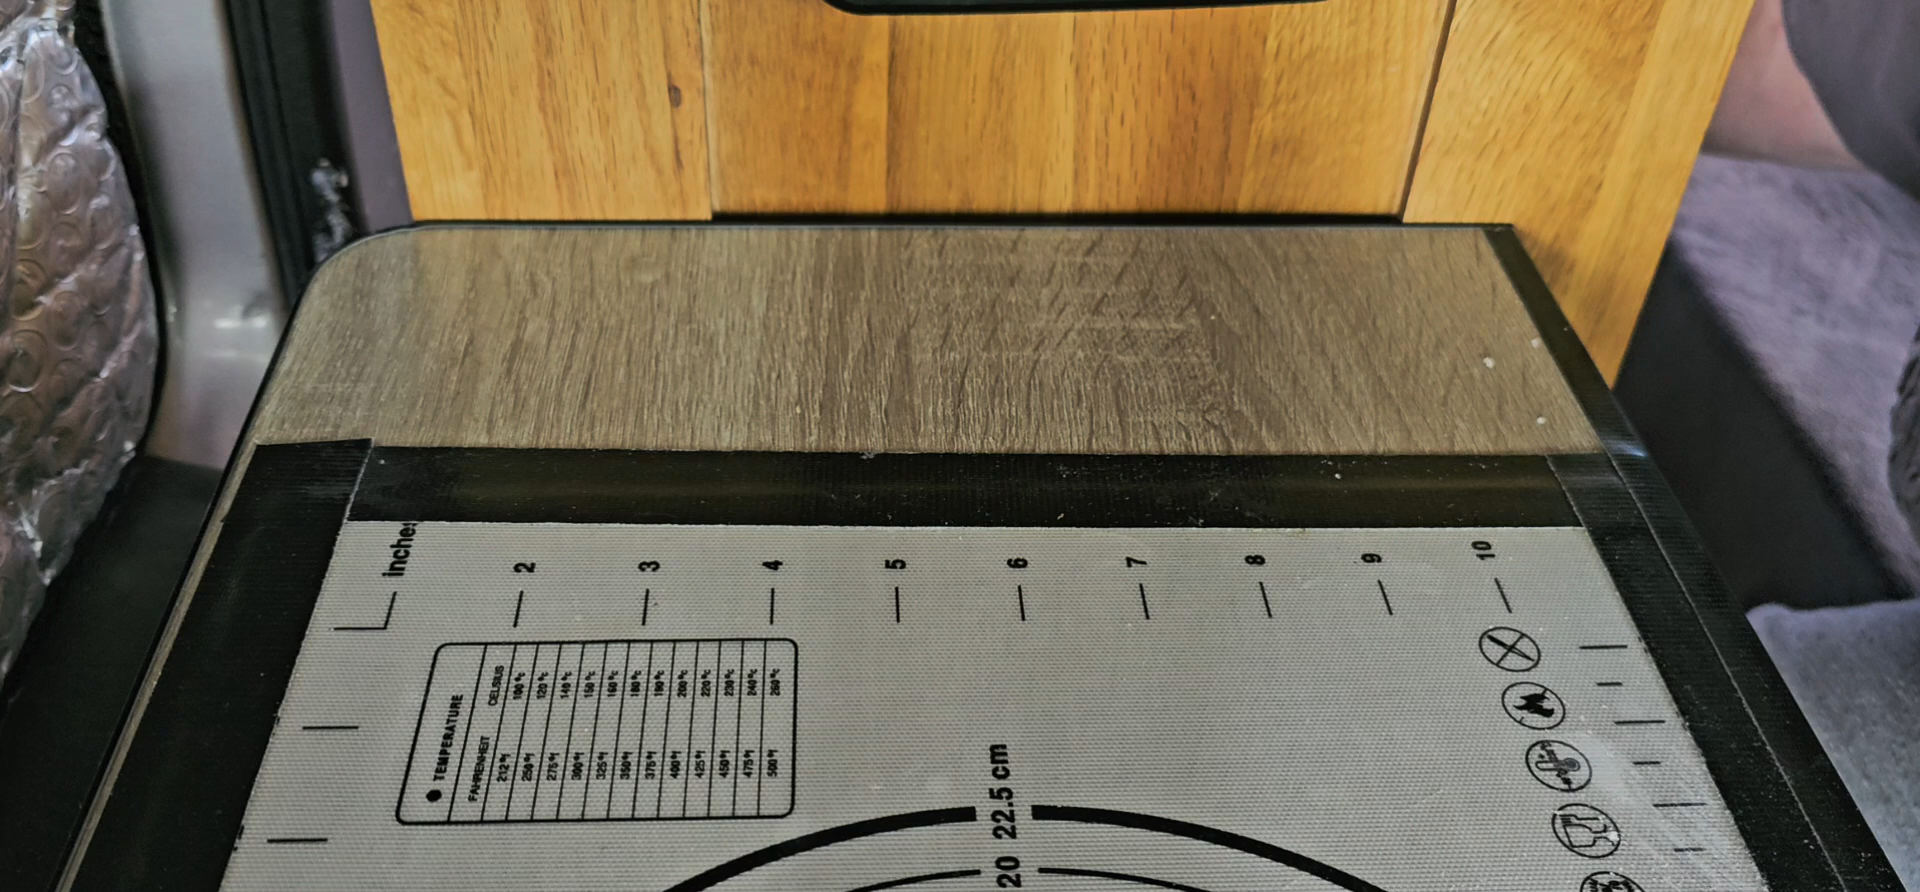 inches
2
3
4
5
6
7
8
9
10
TEMPERATURE
FAHRENHEIT CELSIUS
212°f 100°c
250°f 120°c
275°f 140°c
300°f 150°c
325°f 160°c
350°f 180°c
375°f 190°c
400°f 200°c
425°f 220°c
450°f 230°c
475°f 240°c
500°f 260°c
22.5 cm
20